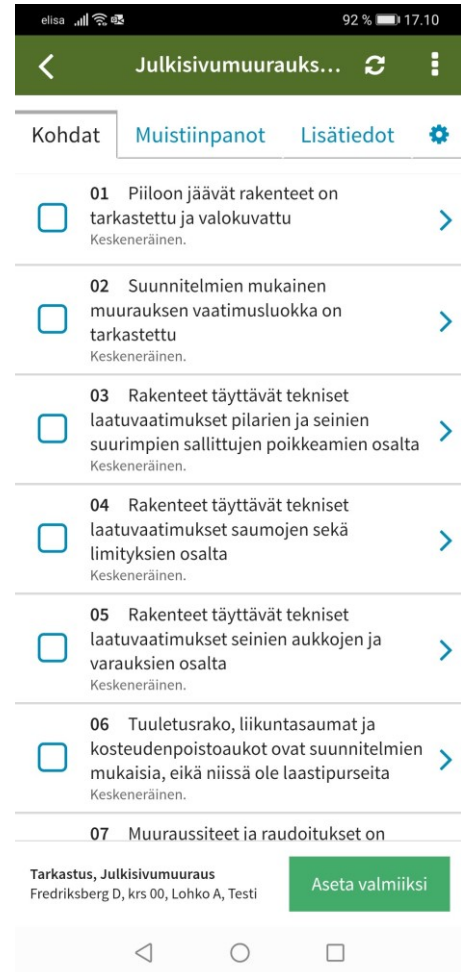 elisa 92 % 17.10
Julkisivumuurauks...
Kohdat Muistiinpanot Lisätiedot
01 Piiloon jäävät rakenteet on
tarkastettu ja valokuvattu
Keskeneräinen.
02 Suunnitelmien mukainen
muurauksen vaatimusluokka on
tarkastettu
Keskeneräinen.
03 Rakenteet täyttävät tekniset
laatuvaatimukset pilarien ja seinien
suurimpien sallittujen poikkeamien osalta
Keskeneräinen.
04 Rakenteet täyttävät tekniset
laatuvaatimukset saumojen sekä
limityksien osalta
Keskeneräinen.
05 Rakenteet täyttävät tekniset
laatuvaatimukset seinien aukkojen ja
varauksien osalta
Keskeneräinen.
06 Tuuletusrako, liikuntasaumat ja
kosteudenpoistoaukot ovat suunnitelmien
mukaisia, eikä niissä ole laastipurseita
Keskeneräinen.
07 Muuraussiteet ja raudoitukset on
Tarkastus, Julkisivumuuraus
Fredriksberg D, krs 00, Lohko A, Testi
Aseta valmiiksi